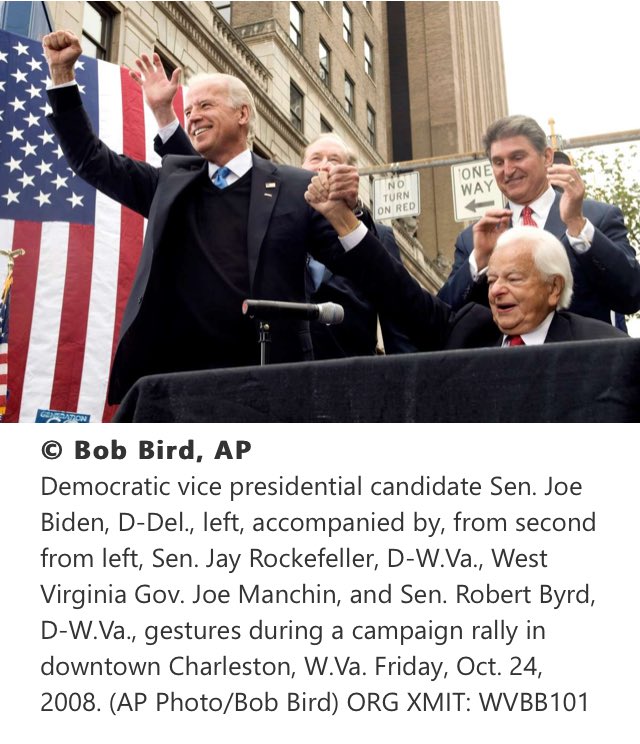 NO
TURN
ON RED
ONE
WAY
GENERATION
© Bob Bird, AP
Democratic vice presidential candidate Sen. Joe
Biden, D-Del., left, accompanied by, from second
from left, Sen. Jay Rockefeller, D-W.Va., West
Virginia Gov. Joe Manchin, and Sen. Robert Byrd,
D-W.Va., gestures during a campaign rally in
downtown Charleston, W.Va. Friday, Oct. 24,
2008. (AP Photo/Bob Bird) ORG XMIT: WVBB101